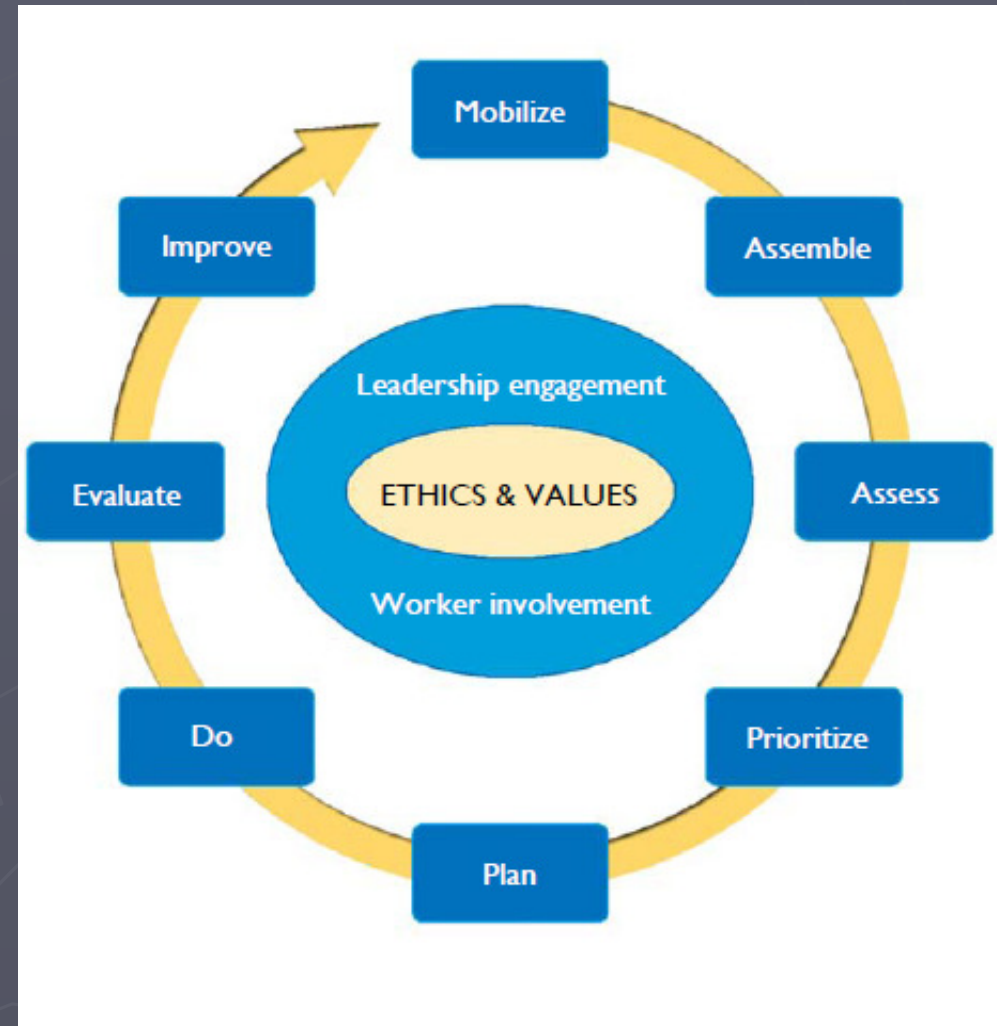 Mobilize
Assemble
Assess
Prioritize
Plan
Do
Evaluate
Improve
Leadership engagement
ETHICS & VALUES
Worker involvement